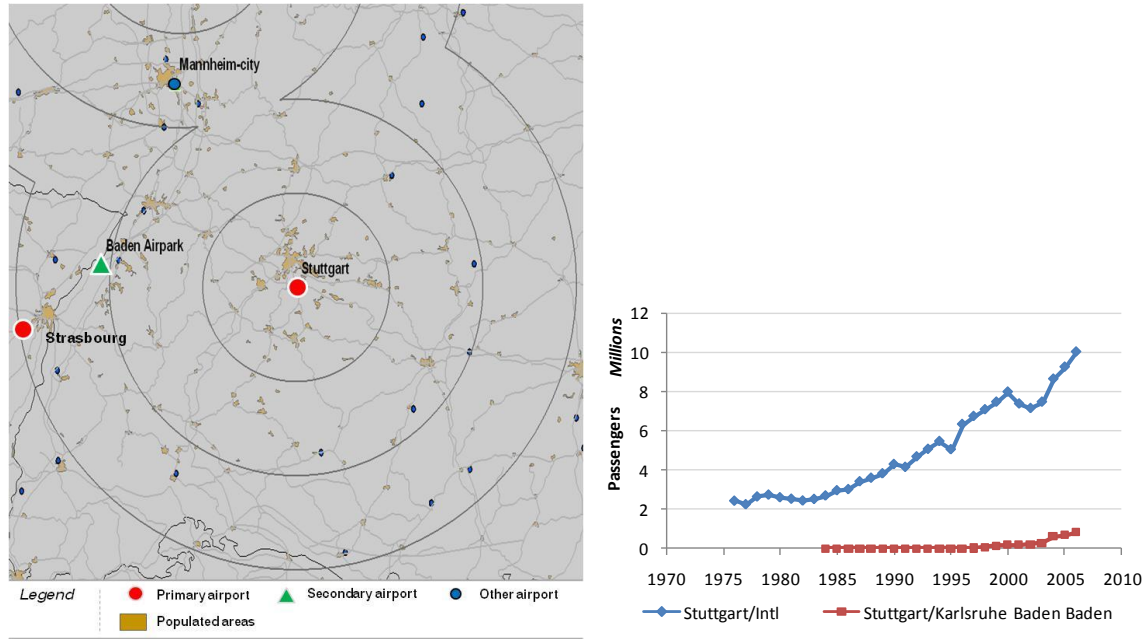 Mannheim-city
Baden Airpark
Stuttgart
Strasbourg
Legend
Primary airport
Secondary airport
Other airport
Populated areas
Passengers
Millions
12
10
8
6
4
2
0
1970 1975 1980 1985 1990 1995 2000 2005 2010
Stuttgart/Intl
Stuttgart/Karlsruhe Baden Baden